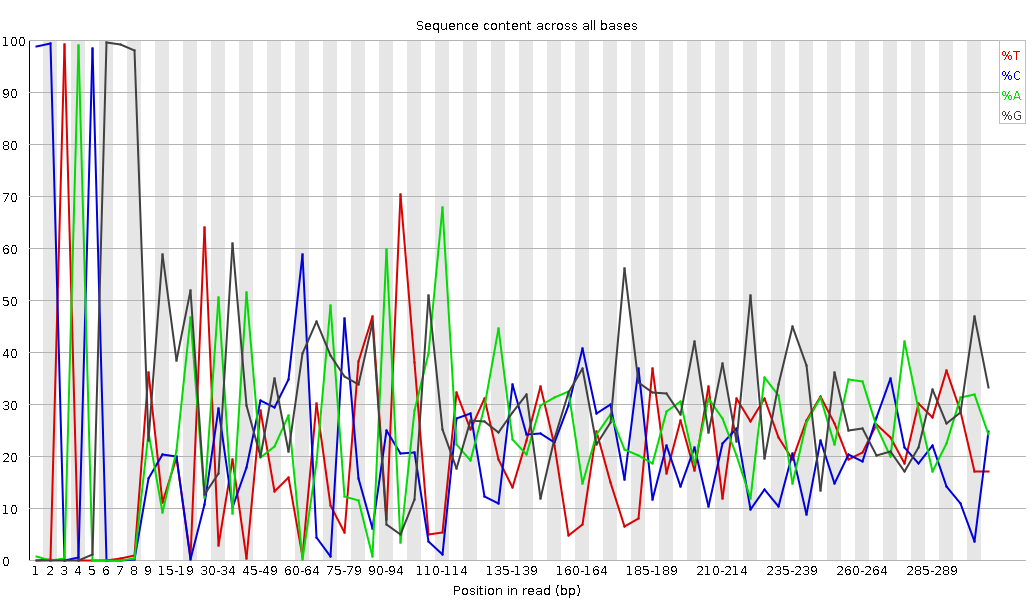 Sequence content across all bases
100
90
80
70
60
50
40
30
20
10
0
%T
%C
%A
%G
1 2 3 4 5 6 7 8 9 15-19 30-34 45-49 60-64 75-79 90-94 110-114 135-139 160-164 185-189 210-214 235-239 260-264 285-289
Position in read (bp)